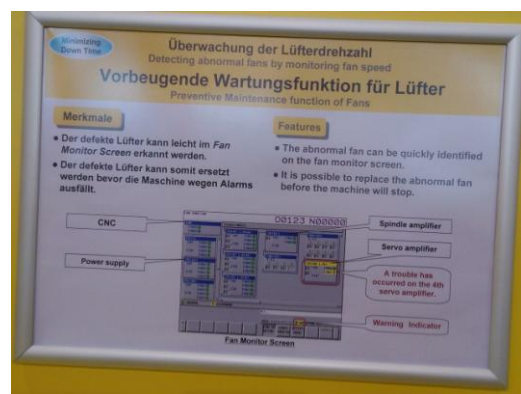 Minimizing
Down Time
Überwachung der Lüfterdrehzahl
Detecting abnormal fans by monitoring fan speed
Vorbeugende Wartungsfunktion für Lüfter
Preventive Maintenance function of Fans
Merkmale
• Der defekte Lüfter kann leicht im Fan
Monitor Screen erkannt werden.
• Der defekte Lüfter kann somit ersetzt
werden bevor die Maschine wegen Alarms
ausfällt.
Features
• The abnormal fan can be quickly identified
on the fan monitor screen.
• It is possible to replace the abnormal fan
before the machine will stop.
CNC
Power supply
O0123 N00000
Spindle amplifier
Servo amplifier
A trouble has
occurred on the 4th
servo amplifier.
Warning Indicator
Fan Monitor Screen